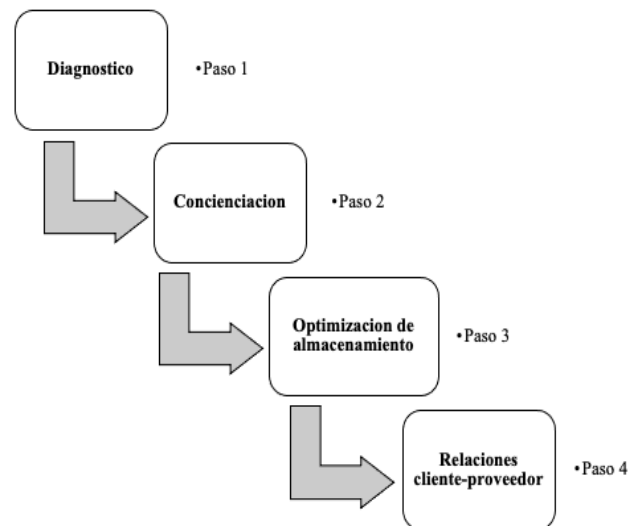 Diagnostico
•Paso 1
Concienciacion
•Paso 2
Optimizacion de
almacenamiento
•Paso 3
Relaciones
cliente-proveedor
•Paso 4